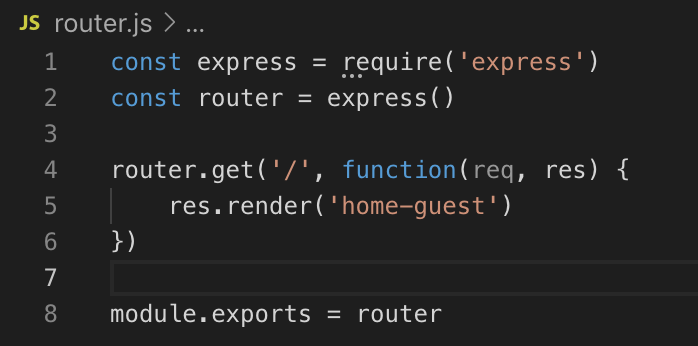 JS router.js > ...
1 const express = require('express')
2 const router = express()
3
4 router.get('/', function(req, res) {
5     res.render('home-guest')
6 })
7
8 module.exports = router